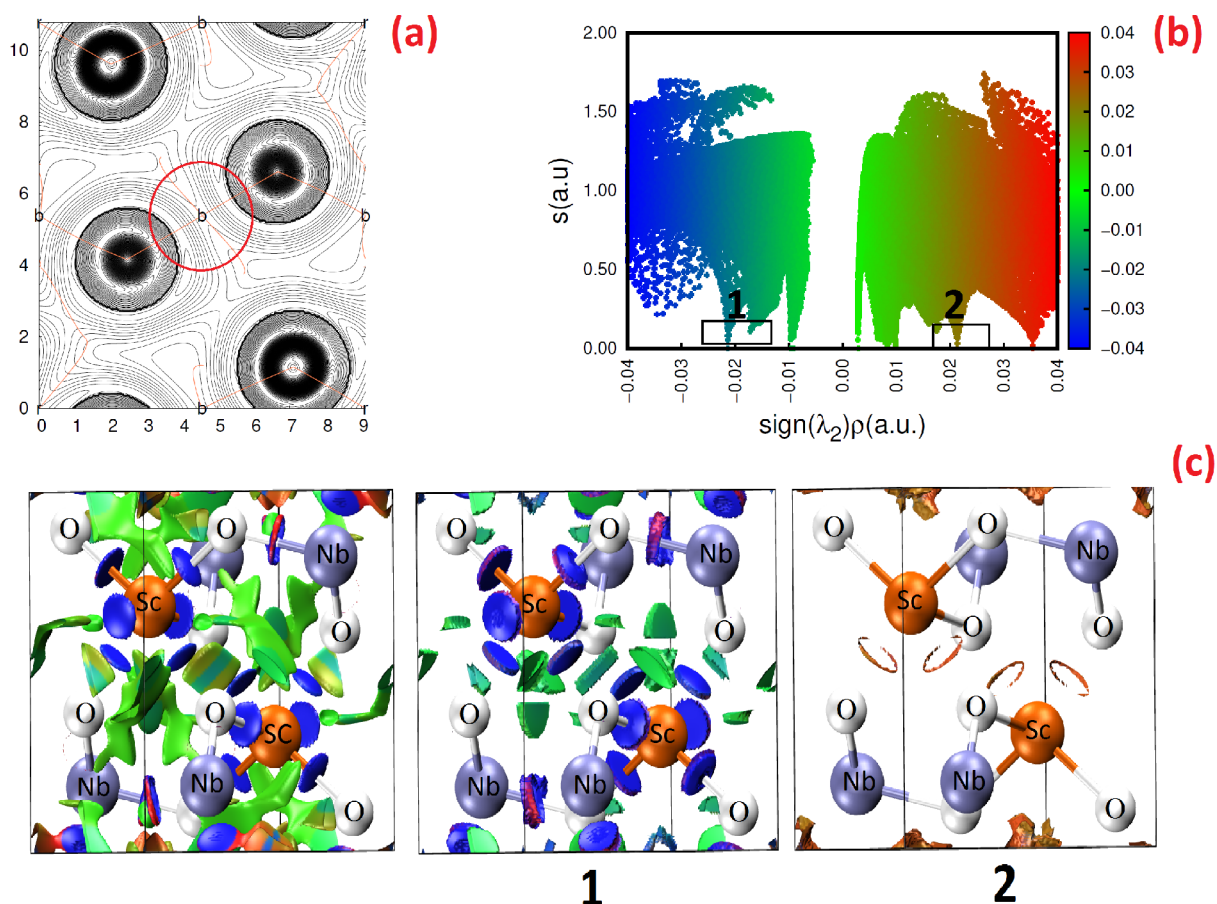 (a)
r b r
10
8
b b
6
b b b
4
2
0
b r
0 1 2 3 4 5 6 7 8 9
(b)
2.00
1.50
1.00
0.50
0.00
s(a.u)
1
2
−0.04 −0.03 −0.02 −0.01 0.00 0.01 0.02 0.03 0.04
sign(λ2)ρ(a.u.)
0.04
0.03
0.02
0.01
0.00
−0.01
−0.02
−0.03
−0.04
(c)
O O Nb Sc O
O O SC Nb Nb O
O O Nb Sc O
O O Sc Nb Nb O
O O Nb Sc O O
O O Sc Nb Nb O
1
2